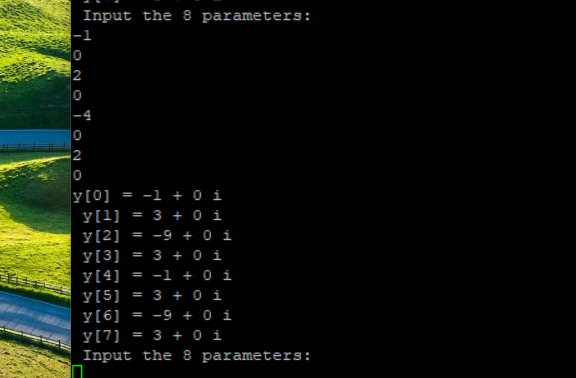 Input the 8 parameters:
-1
0
2
0
-4
0
2
0
y[0] = -1 + 0 i
y[1] = 3 + 0 i
y[2] = -9 + 0 i
y[3] = 3 + 0 i
y[4] = -1 + 0 i
y[5] = 3 + 0 i
y[6] = -9 + 0 i
y[7] = 3 + 0 i
Input the 8 parameters: